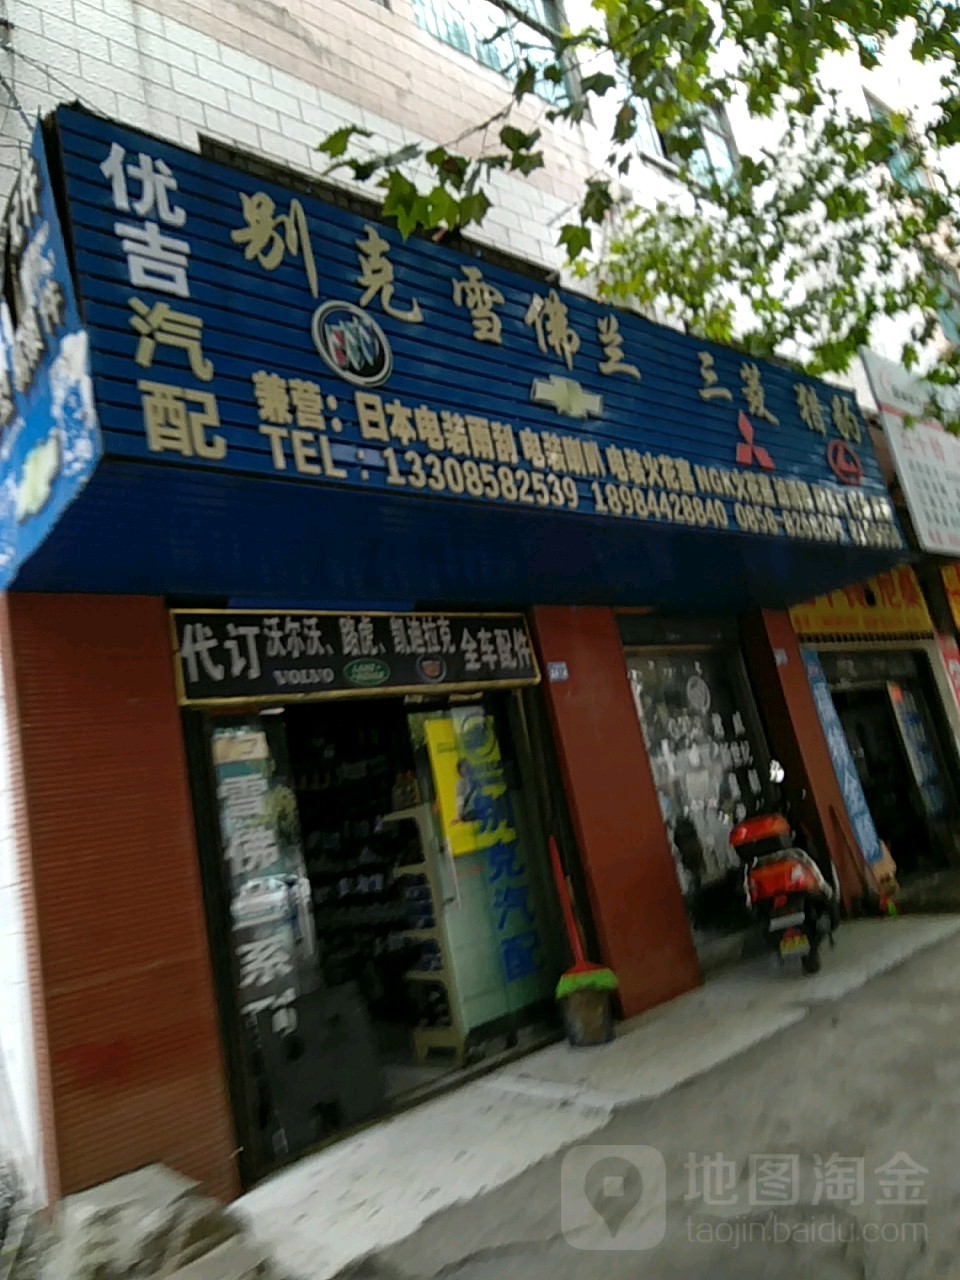 优吉汽配
别克 雪佛兰 三菱 猎豹
兼营：日本电装雨刮 电装喇叭 电装火花塞 NGK火花塞
TEL：13308582539 18984428840 0858-
代订 沃尔沃、路虎、凯迪拉克 全车配件
VOLVO
雪佛兰系列
别克汽配
地图淘金
taojin.baidu.com